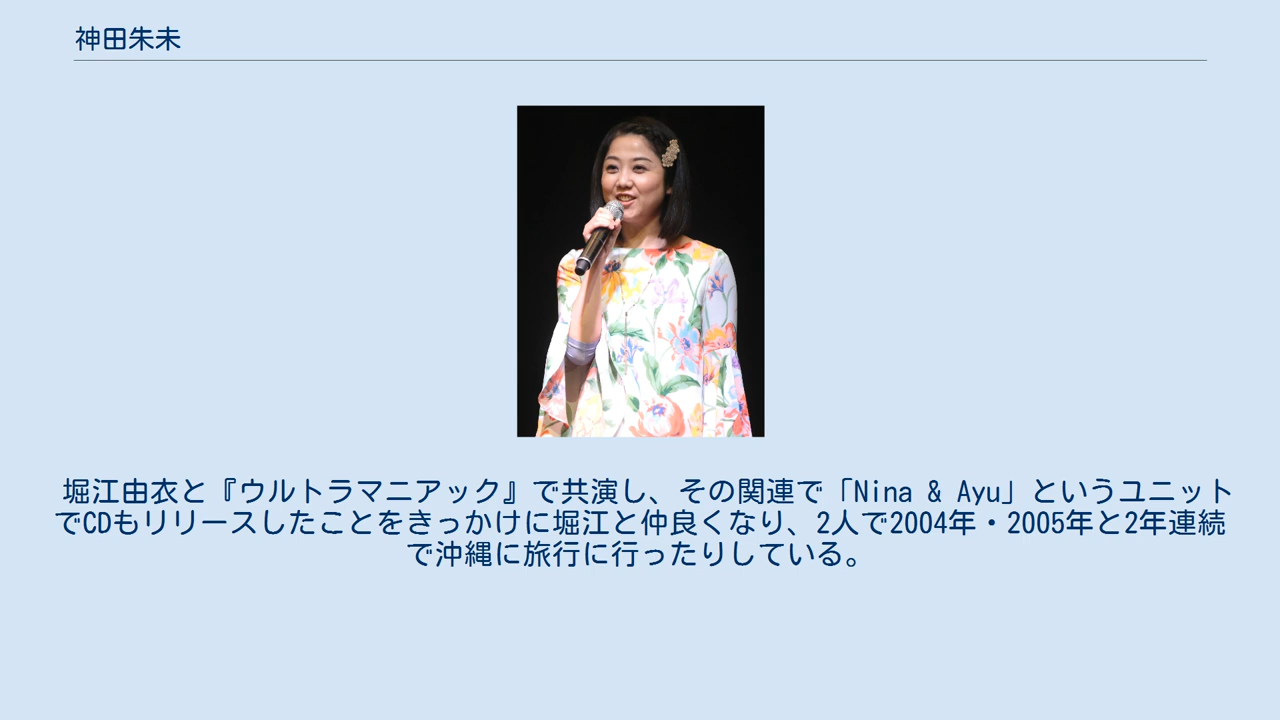 神田朱未
堀江由衣と『ウルトラマニアック』で共演し、その関連で「Nina & Ayu」というユニット
でCDもリリースしたことをきっかけに堀江と仲良くなり、2人で2004年・2005年と2年連続
で沖縄に旅行に行ったりしている。